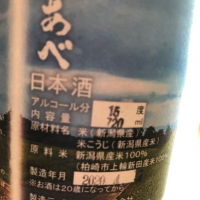 あべ
日本酒
アルコール分 15度
内容量 720ml
原材料名 米(新潟県産)
米こうじ(新潟県産米)
原料米 新潟県産米100%
(柏崎市上輪新田産米100%)
製造年月
※お酒は20歳になってから